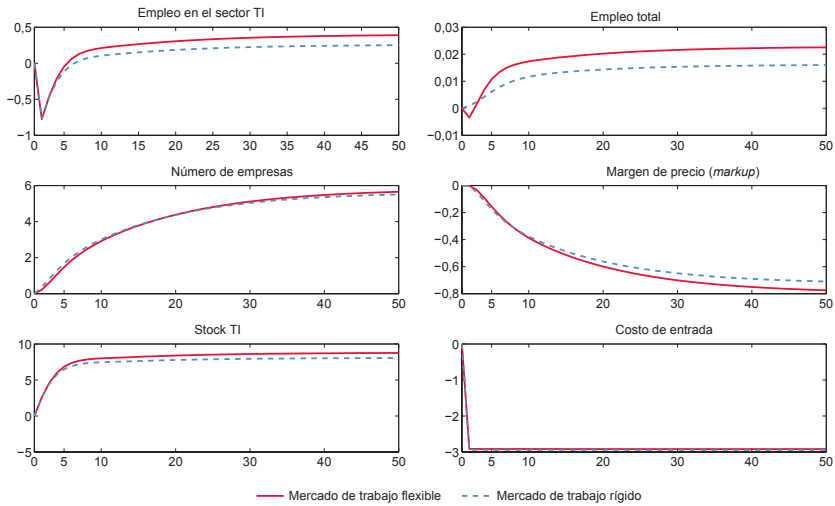 Empleo en el sector TI
0,5
0
−0,5
−1
0 5 10 15 20 25 30 35 40 45 50
Empleo total
0,03
0,02
0,01
0
−0,01
0 5 10 20 30 40 50
Número de empresas
6
4
2
0
0 5 10 20 30 40 50
Margen de precio (markup)
0
−0,2
−0,4
−0,6
−0,8
0 5 10 20 30 40 50
Stock TI
10
5
0
−5
0 5 10 20 30 40 50
Costo de entrada
0
−1
−2
−3
0 5 10 20 30 40 50
Mercado de trabajo flexible
Mercado de trabajo rígido